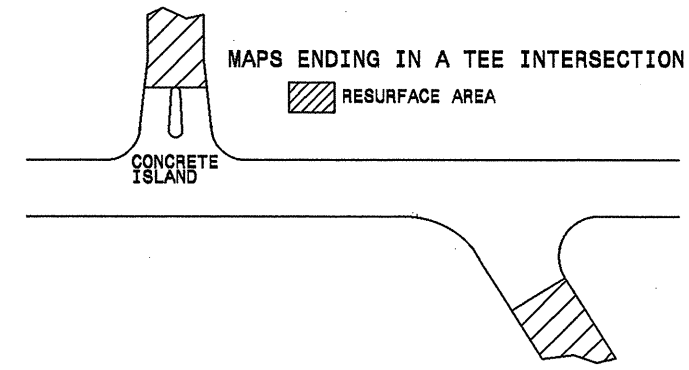 MAPS ENDING IN A TEE INTERSECTION
RESURFACE AREA
CONCRETE
ISLAND